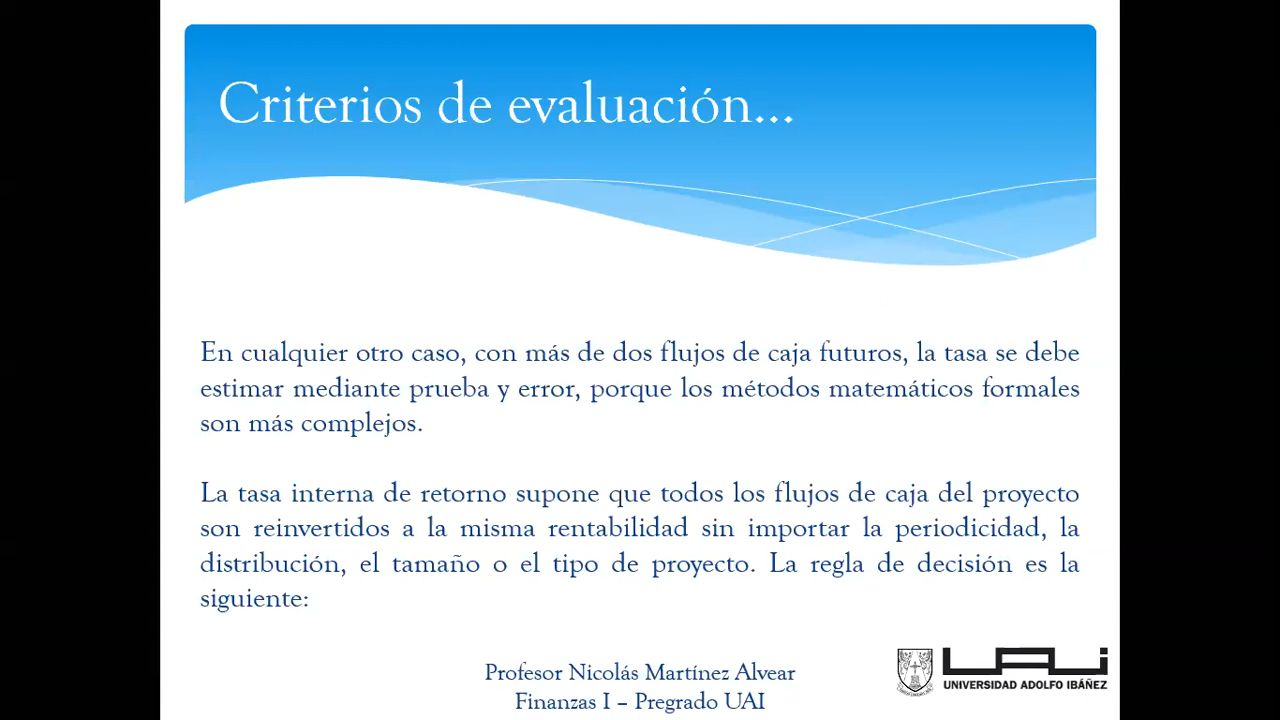 Criterios de evaluación...
En cualquier otro caso, con más de dos flujos de caja futuros, la tasa se debe
estimar mediante prueba y error, porque los métodos matemáticos formales
son más complejos.
La tasa interna de retorno supone que todos los flujos de caja del proyecto
son reinvertidos a la misma rentabilidad sin importar la periodicidad, la
distribución, el tamaño o el tipo de proyecto. La regla de decisión es la
siguiente:
Profesor Nicolás Martínez Alvear
Finanzas I – Pregrado UAI
UAi
UNIVERSIDAD ADOLFO IBÁÑEZ